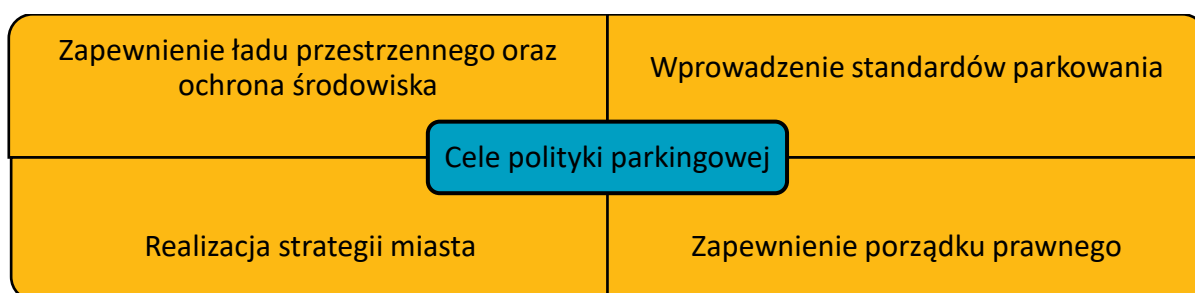 Zapewnienie ładu przestrzennego oraz
ochrona środowiska
Wprowadzenie standardów parkowania
Cele polityki parkingowej
Realizacja strategii miasta
Zapewnienie porządku prawnego